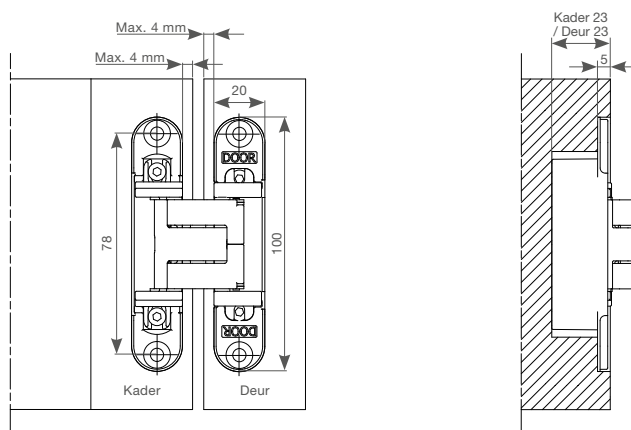 Max. 4 mm
Max. 4 mm
20
DOOR
78
100
DOOR
Kader
Deur
Kader 23
/ Deur 23
5